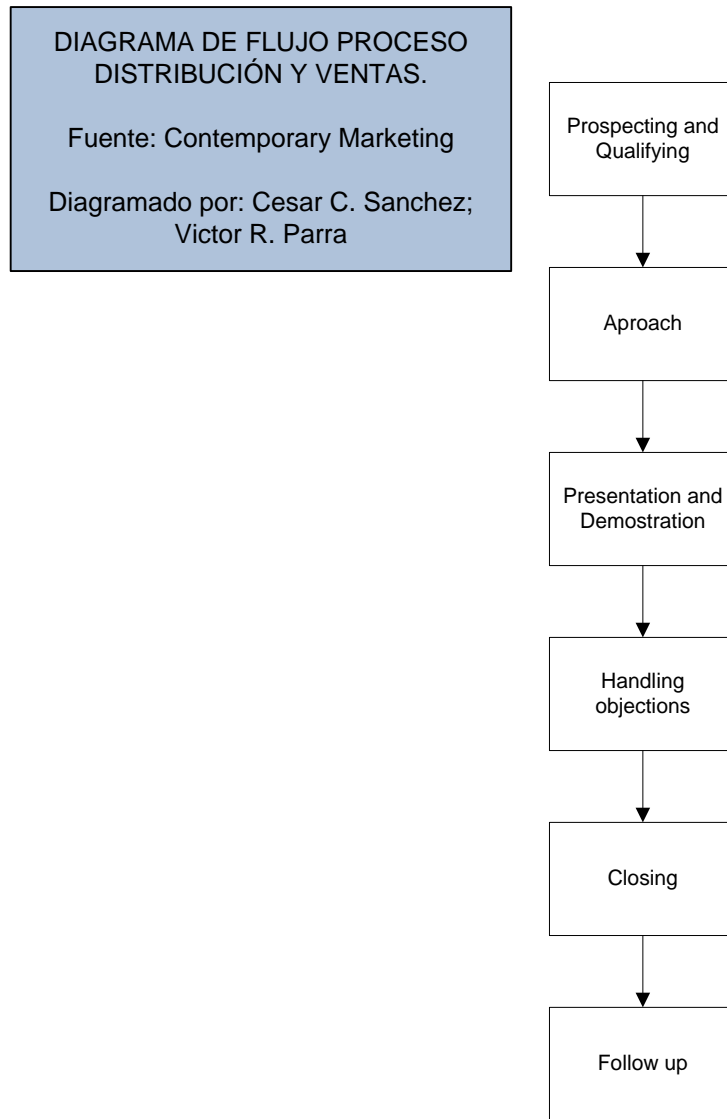 DIAGRAMA DE FLUJO PROCESO
DISTRIBUCIÓN Y VENTAS.
Fuente: Contemporary Marketing
Diagramado por: Cesar C. Sanchez;
Victor R. Parra
Prospecting and
Qualifying
Aproach
Presentation and
Demostration
Handling
objections
Closing
Follow up